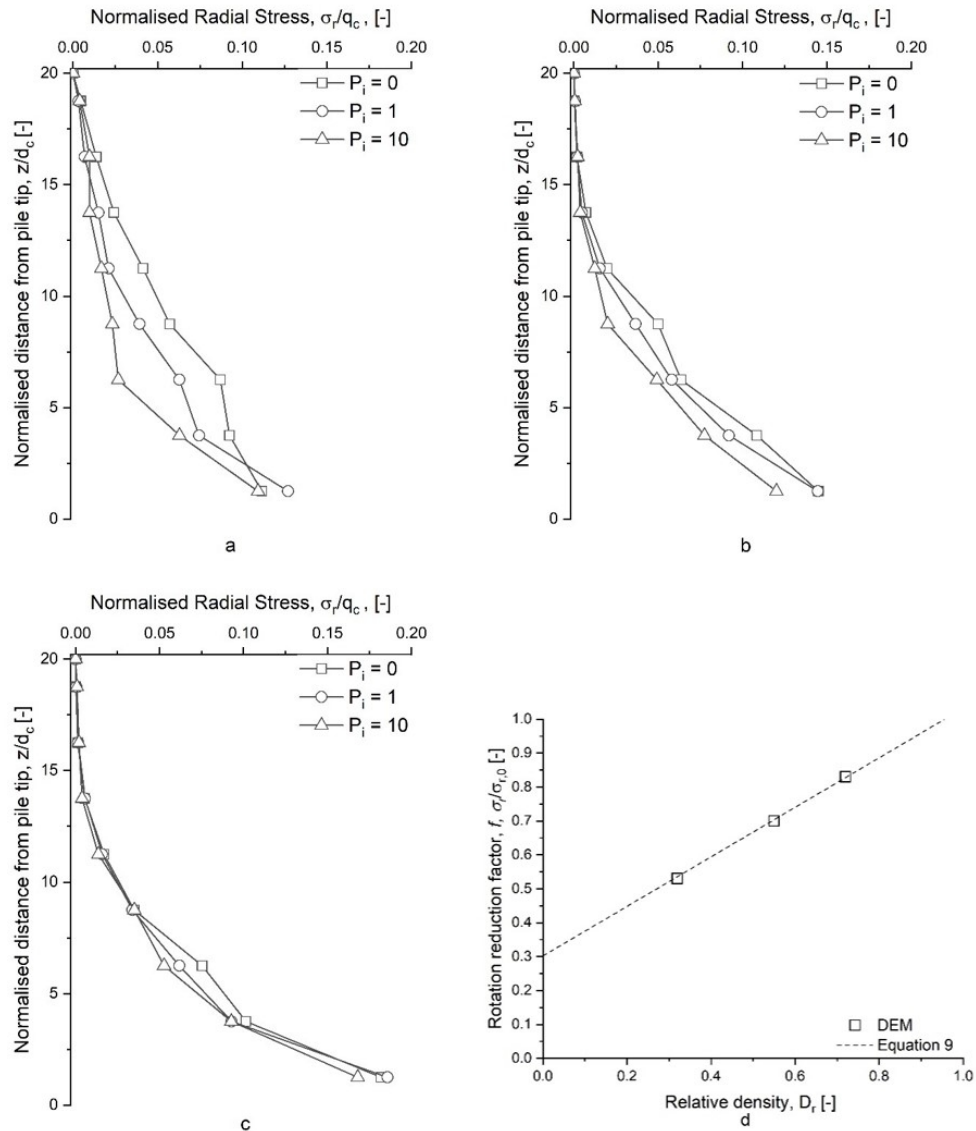 Normalised Radial Stress, σr/qc , [-]
0.00 0.05 0.10 0.15 0.20
20
15
10
5
0
Normalised distance from pile tip, z/dc [-]
Pi = 0
Pi = 1
Pi = 10
a
Normalised Radial Stress, σr/qc , [-]
0.00 0.05 0.10 0.15 0.20
20
15
10
5
0
Normalised distance from pile tip, z/dc [-]
Pi = 0
Pi = 1
Pi = 10
b
Normalised Radial Stress, σr/qc, [-]
0.00 0.05 0.10 0.15 0.20
20
15
10
5
0
Normalised distance from pile tip, z/dc [-]
Pi = 0
Pi = 1
Pi = 10
c
1.0
0.9
0.8
0.7
0.6
0.5
0.4
0.3
0.2
0.1
0.0
Rotation reduction factor, f, σr/σr,0 [-]
DEM
Equation 9
0.0 0.2 0.4 0.6 0.8 1.0
Relative density, Dr [-]
d